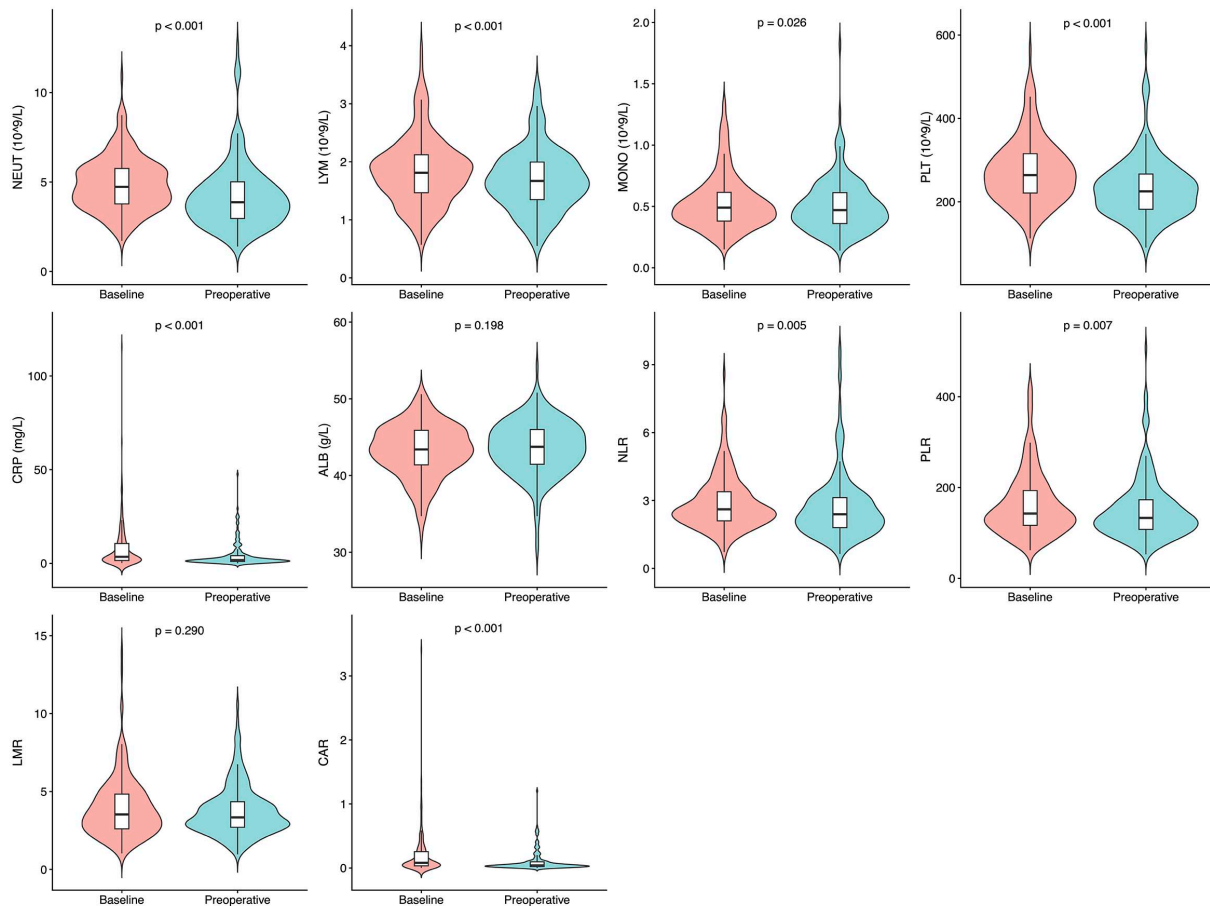 p < 0.001
NEUT (10^9/L)
10
5
0
Baseline Preoperative
p < 0.001
LYM (10^9/L)
4
3
2
1
0
Baseline Preoperative
p = 0.026
MONO (10^9/L)
2.0
1.5
1.0
0.5
0.0
Baseline Preoperative
p < 0.001
PLT (10^9/L)
600
400
200
Baseline Preoperative
p < 0.001
CRP (mg/L)
100
50
0
Baseline Preoperative
p = 0.198
ALB (g/L)
60
50
40
30
Baseline Preoperative
p = 0.005
NLR
9
6
3
0
Baseline Preoperative
p = 0.007
PLR
400
200
0
Baseline Preoperative
p = 0.290
LMR
15
10
5
0
Baseline Preoperative
p < 0.001
CAR
3
2
1
0
Baseline Preoperative